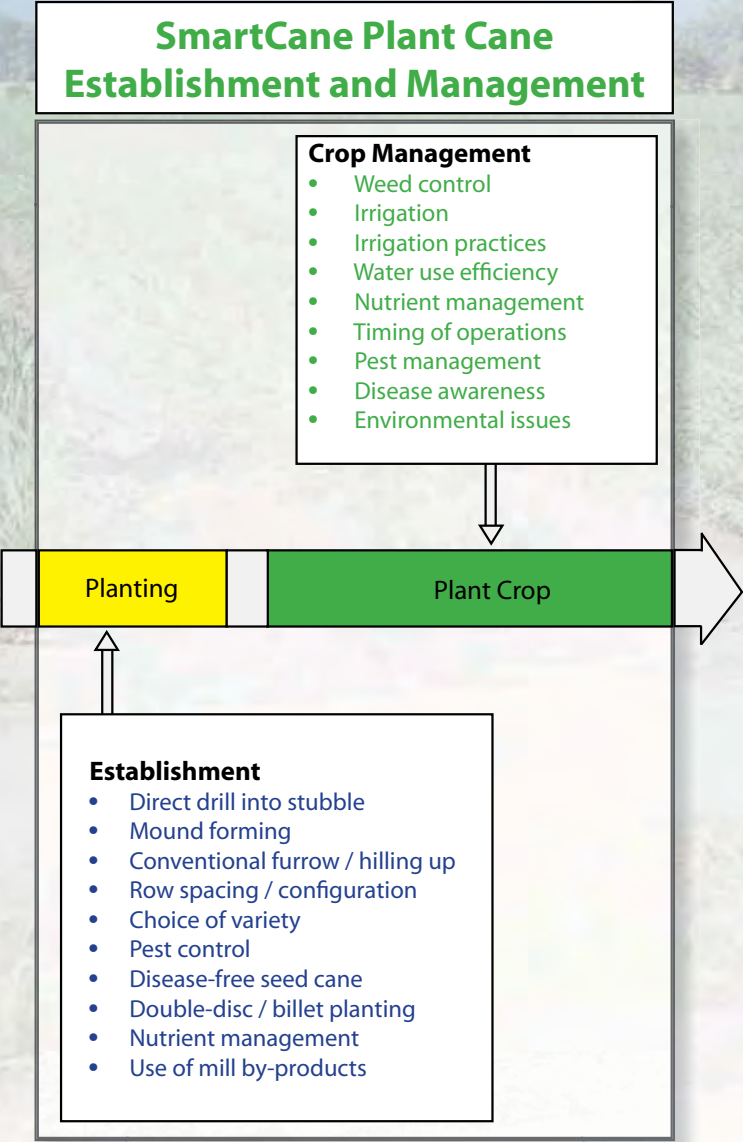 SmartCane Plant Cane
Establishment and Management
Crop Management
• Weed control
• Irrigation
• Irrigation practices
• Water use efficiency
• Nutrient management
• Timing of operations
• Pest management
• Disease awareness
• Environmental issues
Planting
Plant Crop
Establishment
• Direct drill into stubble
• Mound forming
• Conventional furrow / hilling up
• Row spacing / configuration
• Choice of variety
• Pest control
• Disease-free seed cane
• Double-disc / billet planting
• Nutrient management
• Use of mill by-products